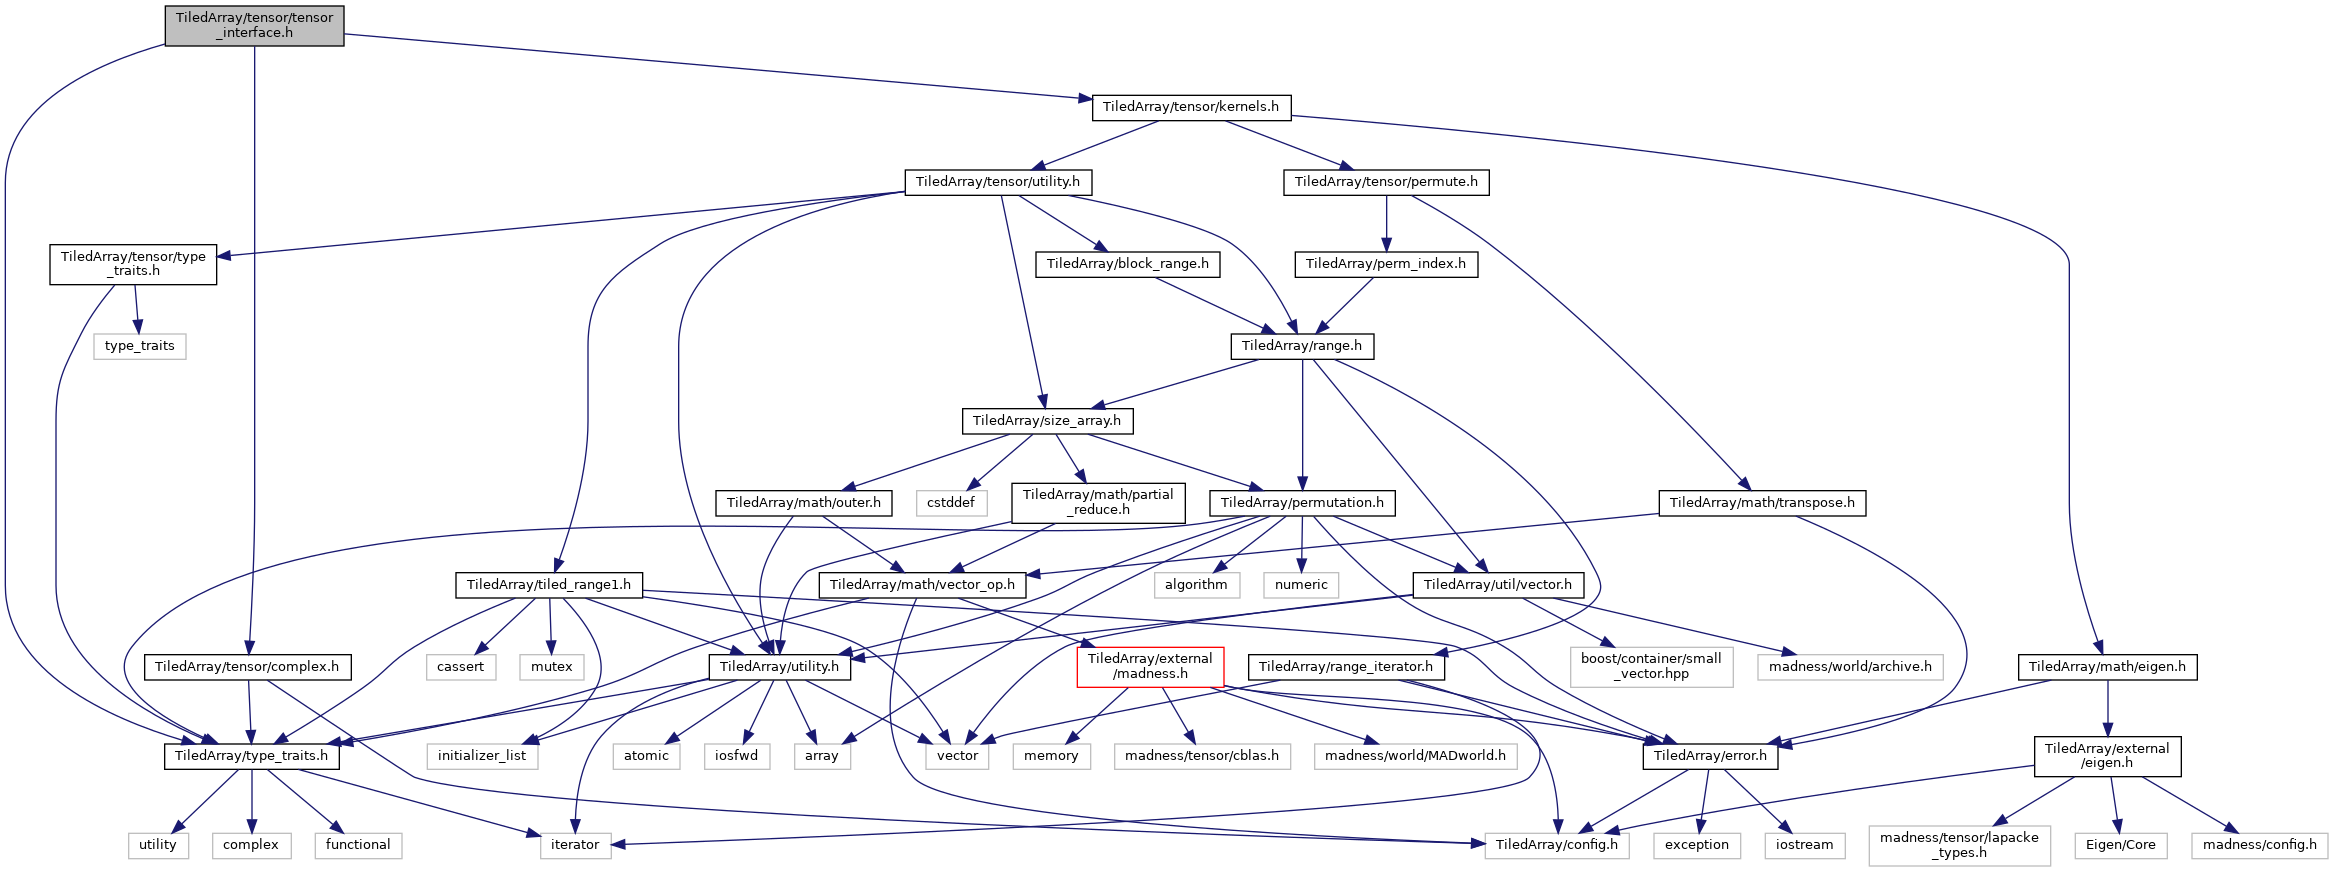 TiledArray/tensor/tensor
_interface.h
TiledArray/tensor/kernels.h
TiledArray/tensor/utility.h
TiledArray/tensor/permute.h
TiledArray/tensor/type
_traits.h
TiledArray/block_range.h
TiledArray/perm_index.h
type_traits
TiledArray/range.h
TiledArray/size_array.h
TiledArray/math/outer.h
cstddef
TiledArray/math/partial
_reduce.h
TiledArray/permutation.h
TiledArray/math/transpose.h
TiledArray/tiled_range1.h
TiledArray/math/vector_op.h
algorithm
numeric
TiledArray/util/vector.h
TiledArray/tensor/complex.h
cassert
mutex
TiledArray/utility.h
TiledArray/external
/madness.h
TiledArray/range_iterator.h
boost/container/small
_vector.hpp
madness/world/archive.h
TiledArray/math/eigen.h
TiledArray/type_traits.h
initializer_list
atomic
iosfwd
array
vector
memory
madness/tensor/cblas.h
madness/world/MADworld.h
TiledArray/error.h
TiledArray/external
/eigen.h
utility
complex
functional
iterator
TiledArray/config.h
exception
iostream
madness/tensor/lapacke
_types.h
Eigen/Core
madness/config.h